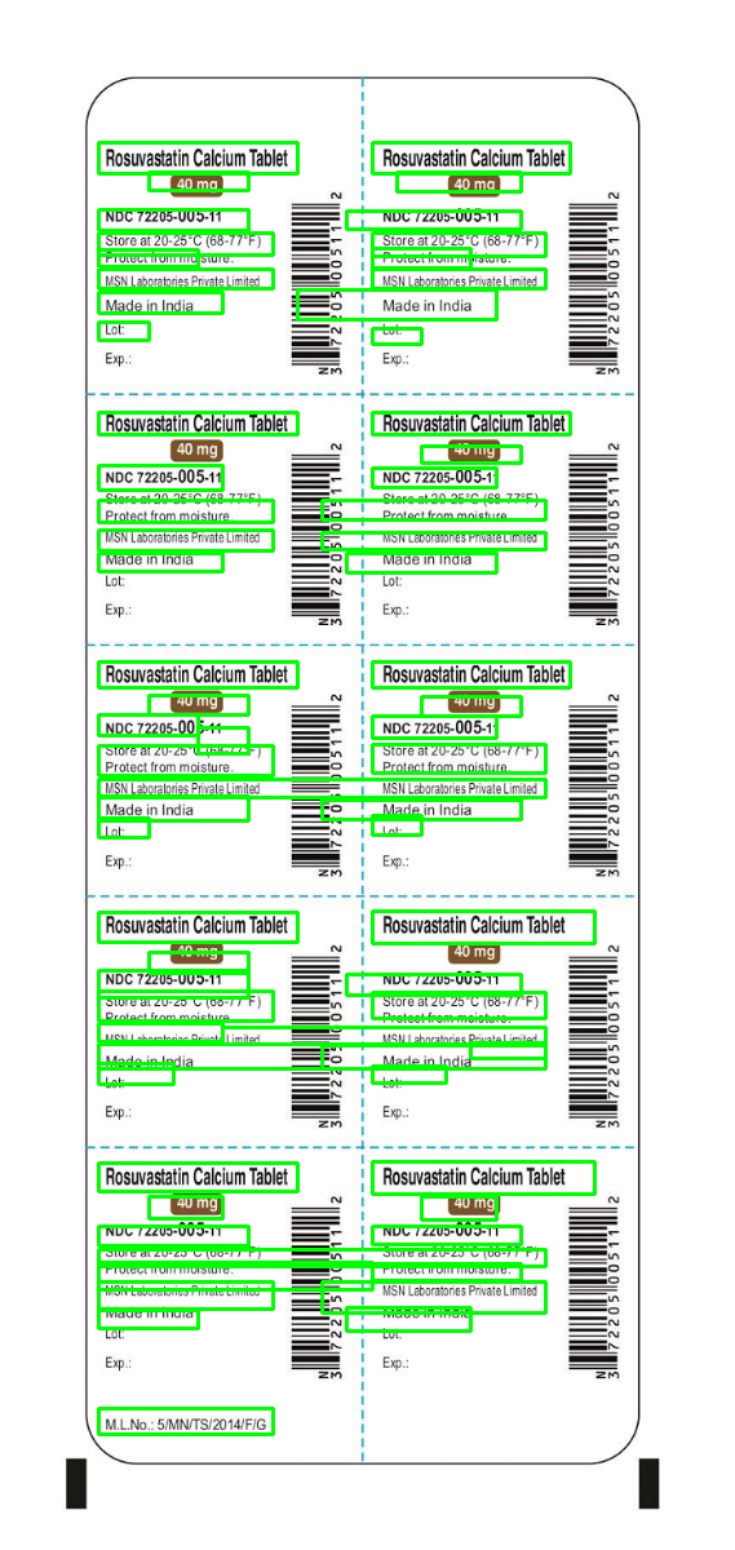 Rosuvastatin Calcium Tablet
40 mg
NDC 72205-005-11
Store at 20-25°C (68-77°F)
Protect from moisture.
MSN Laboratories Private Limited
Made in India
Lot:
Exp.:
N 3 72205 00511 2
Rosuvastatin Calcium Tablet
40 mg
NDC 72205-005-11
Store at 20-25°C (68-77°F)
Protect from moisture.
MSN Laboratories Private Limited
Made in India
Lot:
Exp.:
N 3 72205 00511 2
Rosuvastatin Calcium Tablet
40 mg
NDC 72205-005-11
Store at 20-25°C (68-77°F)
Protect from moisture.
MSN Laboratories Private Limited
Made in India
Lot:
Exp.:
N 3 72205 00511 2
Rosuvastatin Calcium Tablet
40 mg
NDC 72205-005-11
Store at 20-25°C (68-77°F)
Protect from moisture.
MSN Laboratories Private Limited
Made in India
Lot:
Exp.:
N 3 72205 00511 2
Rosuvastatin Calcium Tablet
40 mg
NDC 72205-005-11
Store at 20-25°C (68-77°F)
Protect from moisture.
MSN Laboratories Private Limited
Made in India
Lot:
Exp.:
N 3 72205 00511 2
Rosuvastatin Calcium Tablet
40 mg
NDC 72205-005-11
Store at 20-25°C (68-77°F)
Protect from moisture.
MSN Laboratories Private Limited
Made in India
Lot:
Exp.:
N 3 72205 00511 2
Rosuvastatin Calcium Tablet
40 mg
NDC 72205-005-11
Store at 20-25°C (68-77°F)
Protect from moisture.
MSN Laboratories Private Limited
Made in India
Lot:
Exp.:
N 3 72205 00511 2
Rosuvastatin Calcium Tablet
40 mg
NDC 72205-005-11
Store at 20-25°C (68-77°F)
Protect from moisture.
MSN Laboratories Private Limited
Made in India
Lot:
Exp.:
N 3 72205 00511 2
Rosuvastatin Calcium Tablet
40 mg
NDC 72205-005-11
Store at 20-25°C (68-77°F)
Protect from moisture.
MSN Laboratories Private Limited
Made in India
Lot:
Exp.:
N 3 72205 00511 2
Rosuvastatin Calcium Tablet
40 mg
NDC 72205-005-11
Store at 20-25°C (68-77°F)
Protect from moisture.
MSN Laboratories Private Limited
Made in India
Lot:
Exp.:
N 3 72205 00511 2
M.L.No.: 5/MN/TS/2014/F/G